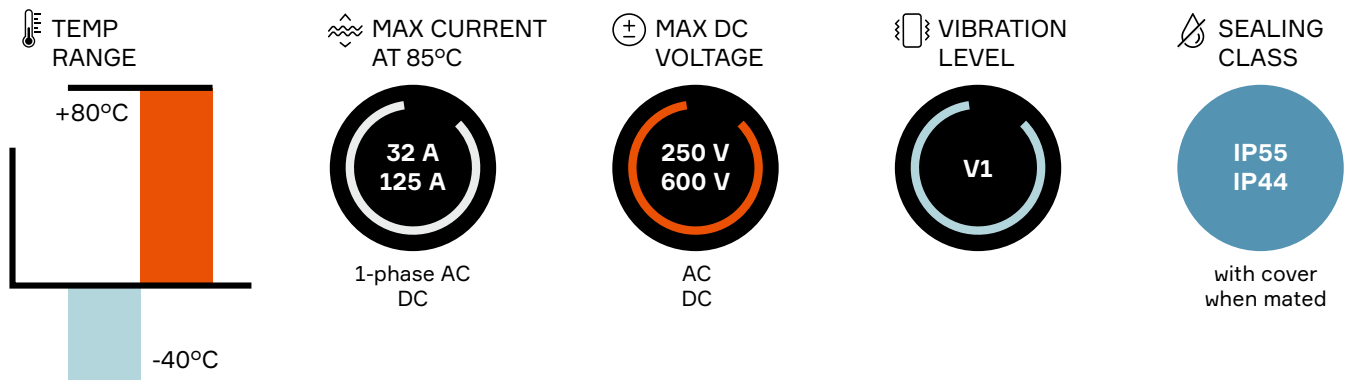 TEMP
RANGE
+80°C
-40°C
MAX CURRENT
AT 85°C
32 A
125 A
1-phase AC
DC
MAX DC
VOLTAGE
250 V
600 V
AC
DC
VIBRATION
LEVEL
V1
SEALING
CLASS
IP55
IP44
with cover
when mated